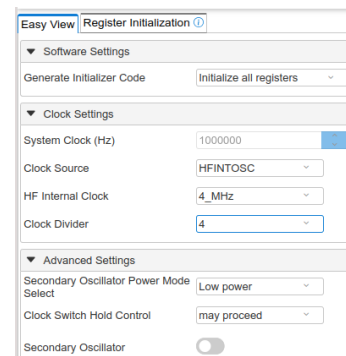 Easy View Register Initialization
Software Settings
Generate Initializer Code Initialize all registers
Clock Settings
System Clock (Hz) 1000000
Clock Source HFINTOSC
HF Internal Clock 4_MHz
Clock Divider 4
Advanced Settings
Secondary Oscillator Power Mode
Select Low power
Clock Switch Hold Control may proceed
Secondary Oscillator